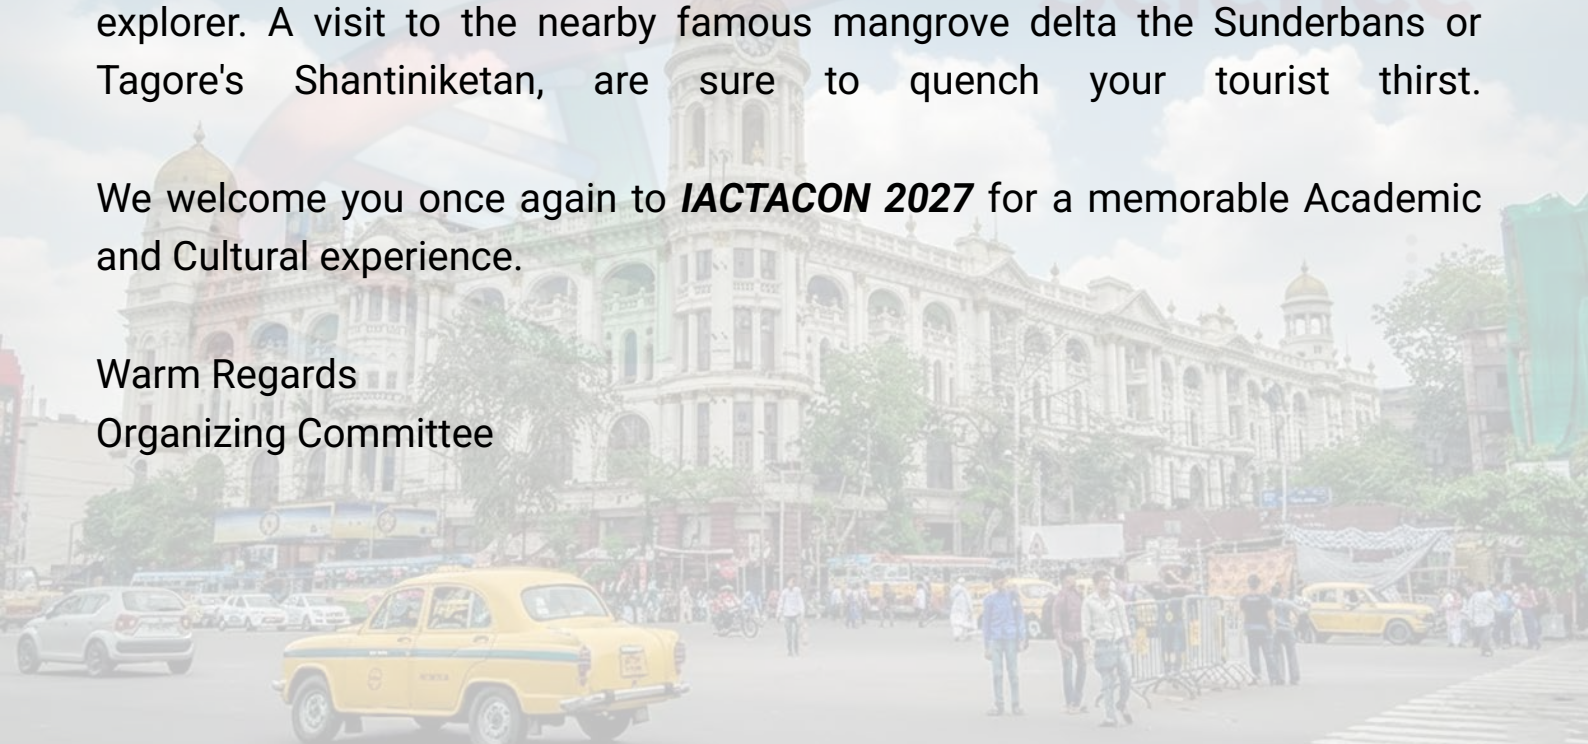 explorer. A visit to the nearby famous mangrove delta the Sunderbans or
Tagore's Shantiniketan, are sure to quench your tourist thirst.
We welcome you once again to IACTACON 2027 for a memorable Academic
and Cultural experience.
Warm Regards
Organizing Committee